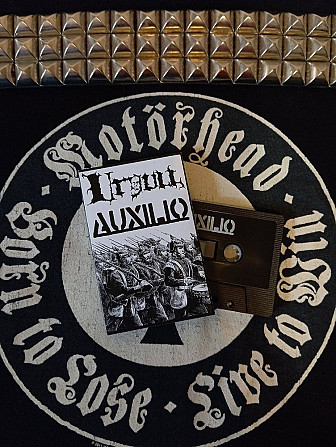 Motörhead
Born to Lose · Live to Win
Urgull
AUXILIO
AUXILIO